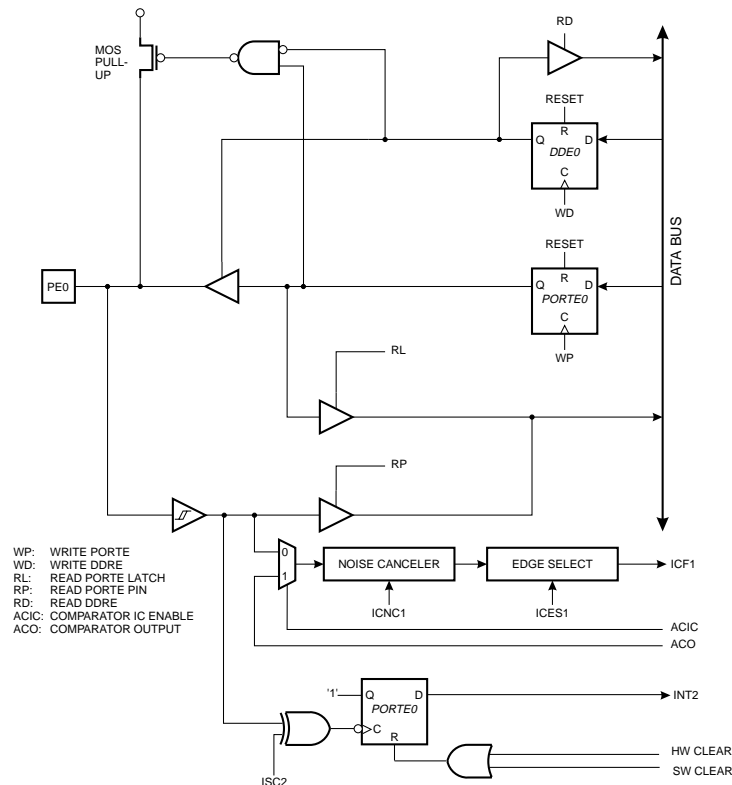 RD
MOS
PULL-
UP
RESET
R
Q
D
DDE0
C
WD
DATA BUS
RESET
R
Q
D
PORTE0
C
WP
PE0
RL
RP
WP: WRITE PORTE
WD: WRITE DDRE
RL: READ PORTE LATCH
RP: READ PORTE PIN
RD: READ DDRE
ACIC: COMPARATOR IC ENABLE
ACO: COMPARATOR OUTPUT
0
1
NOISE CANCELER
EDGE SELECT
ICF1
ICNC1
ICES1
ACIC
ACO
'1'
Q
D
PORTE0
C
R
INT2
HW CLEAR
SW CLEAR
ISC2